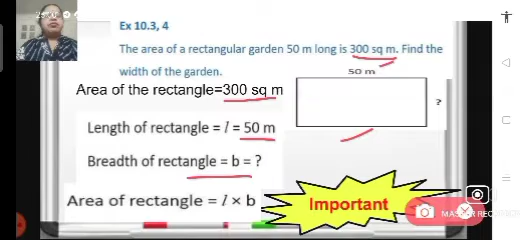 Ex 10.3, 4
The area of a rectangular garden 50 m long is 300 sq m. Find the
width of the garden.
50 m
Area of the rectangle=300 sq m
?
Length of rectangle = l = 50 m
Breadth of rectangle = b = ?
Area of rectangle = l × b
Important